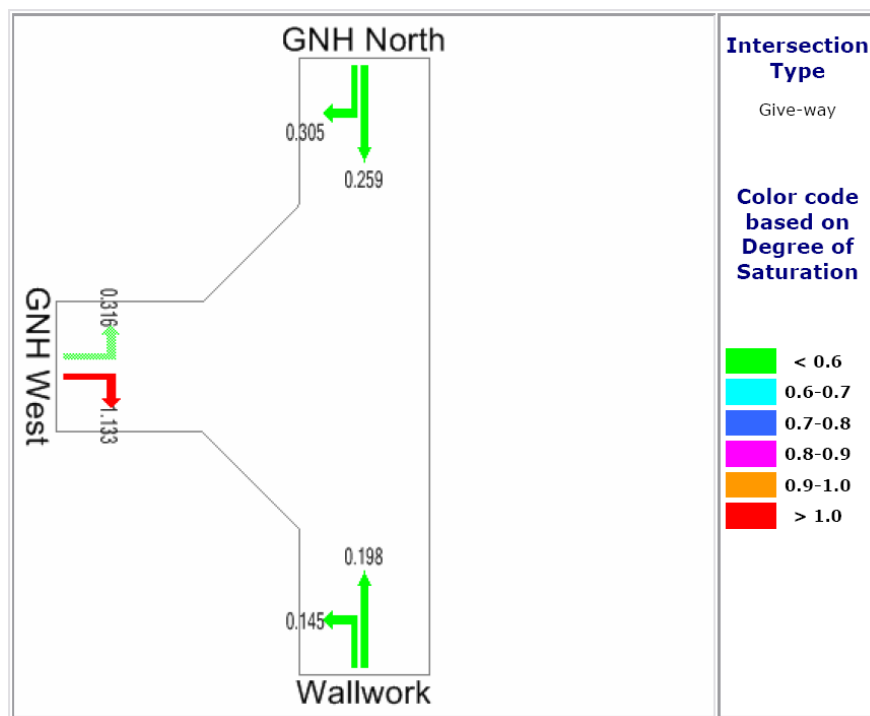 GNH North
0.305
0.259
GNH West
0.316
1.133
0.198
0.145
Wallwork
Intersection
Type
Give-way
Color code
based on
Degree of
Saturation
< 0.6
0.6-0.7
0.7-0.8
0.8-0.9
0.9-1.0
> 1.0